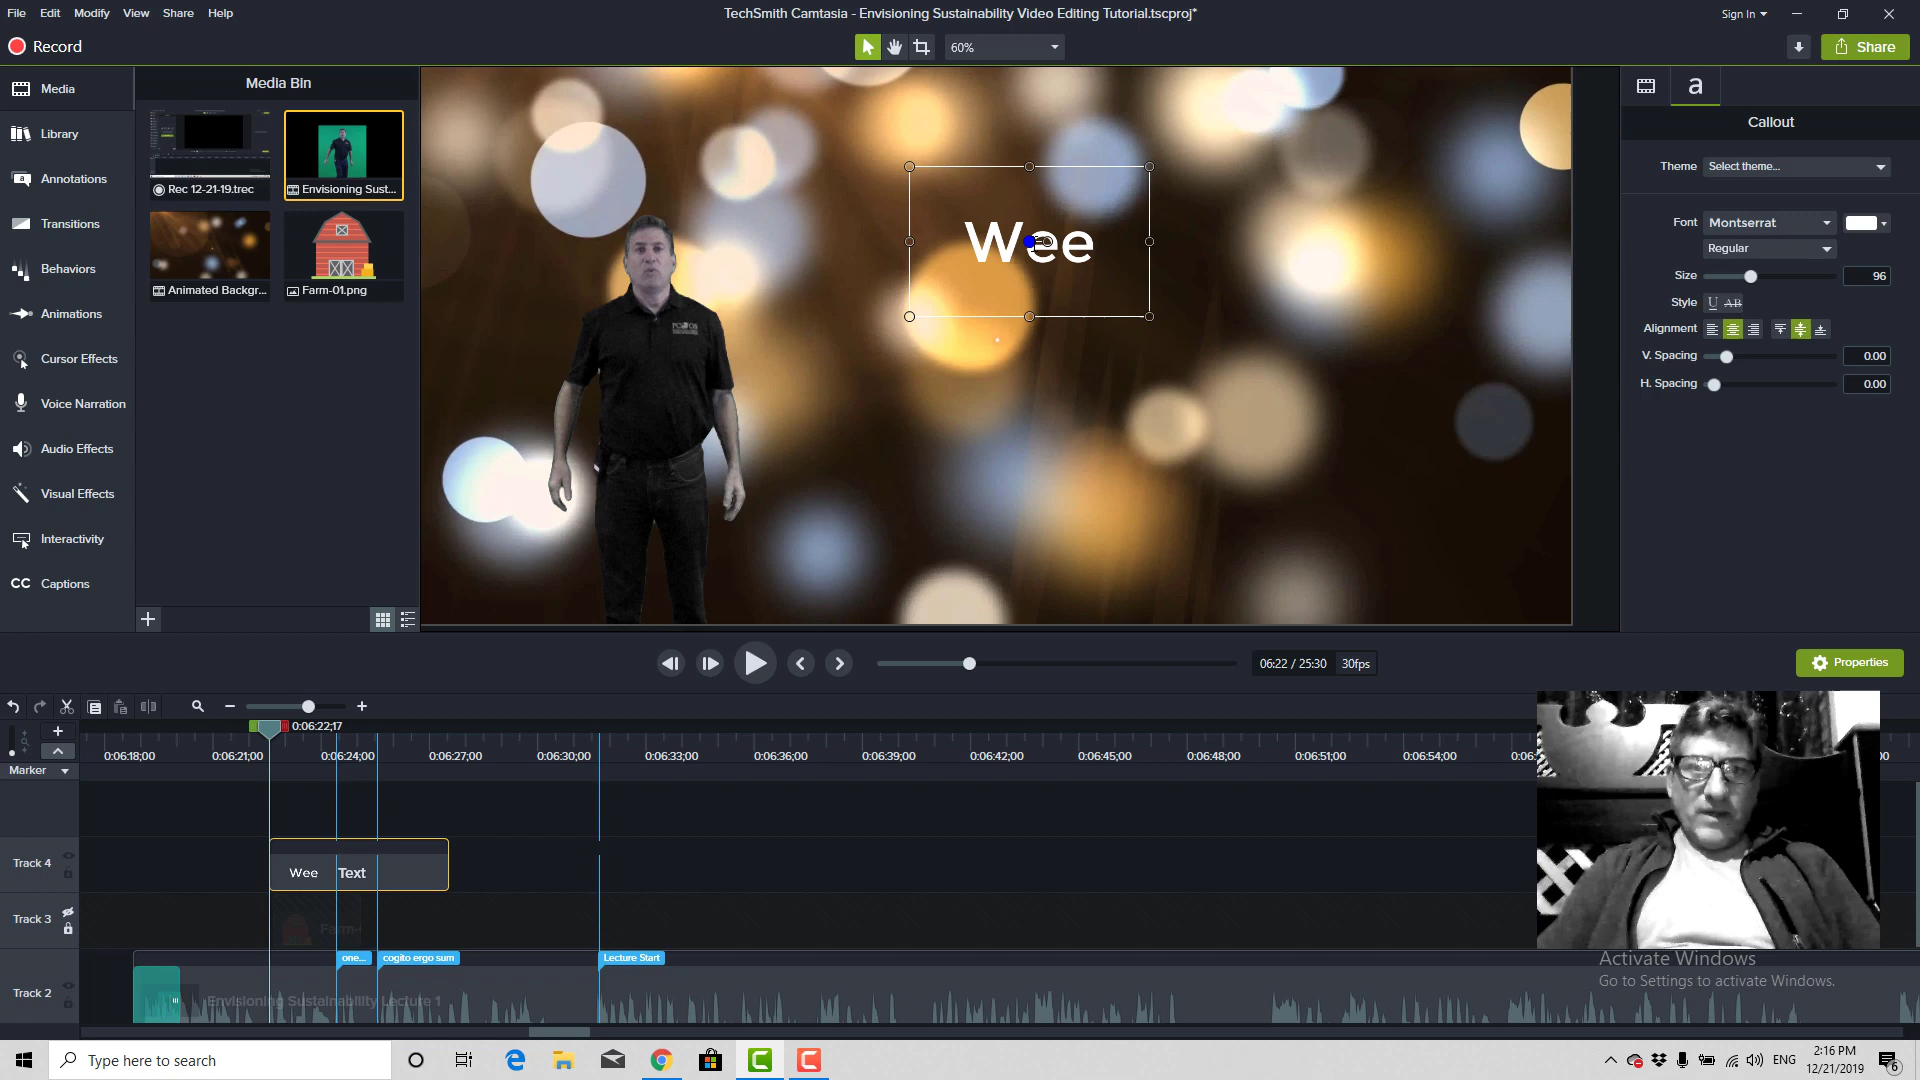 File Edit Modify View Share Help
TechSmith Camtasia - Envisioning Sustainability Video Editing Tutorial.tscproj*
Sign In
Record
60%
Share
Media
Library
Annotations
Transitions
Behaviors
Animations
Cursor Effects
Voice Narration
Audio Effects
Visual Effects
Interactivity
CC Captions
Media Bin
Rec 12-21-19.trec
Envisioning Sust...
Animated Backgr...
Farm-01.png
Wee
a
Callout
Theme Select theme...
Font Montserrat
Regular
Size 96
Style U AB
Alignment
V. Spacing 0.00
H. Spacing 0.00
06:22 / 25:30 30fps
Properties
0:06:22;17
0:06:18;00 0:06:21;00 0:06:24;00 0:06:27;00 0:06:30;00 0:06:33;00 0:06:36;00 0:06:39;00 0:06:42;00 0:06:45;00 0:06:48;00 0:06:51;00 0:06:54;00
Marker
Track 4
Wee Text
Track 3
Farm-
one... cogito ergo sum Lecture Start
Track 2
Envisioning Sustainability Lecture 1
Activate Windows
Go to Settings to activate Windows.
Type here to search
ENG
2:16 PM
12/21/2019
6